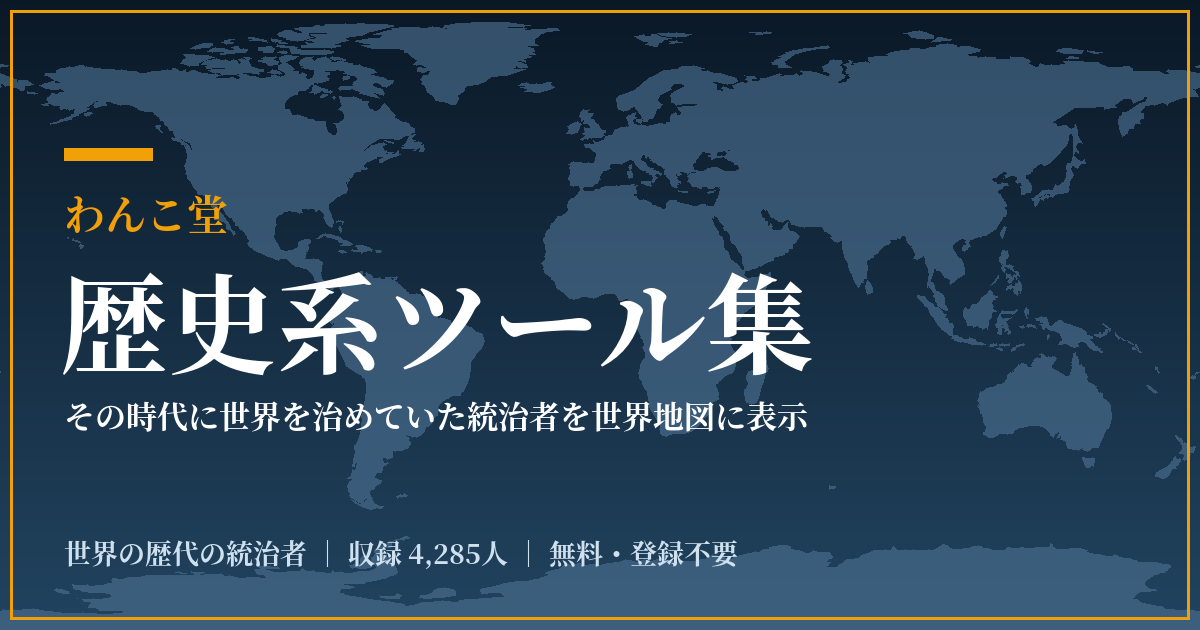 わんこ堂
歴史系ツール集
その時代に世界を治めていた統治者を世界地図に表示
世界の歴代の統治者 ｜ 収録 4,285人 ｜ 無料・登録不要